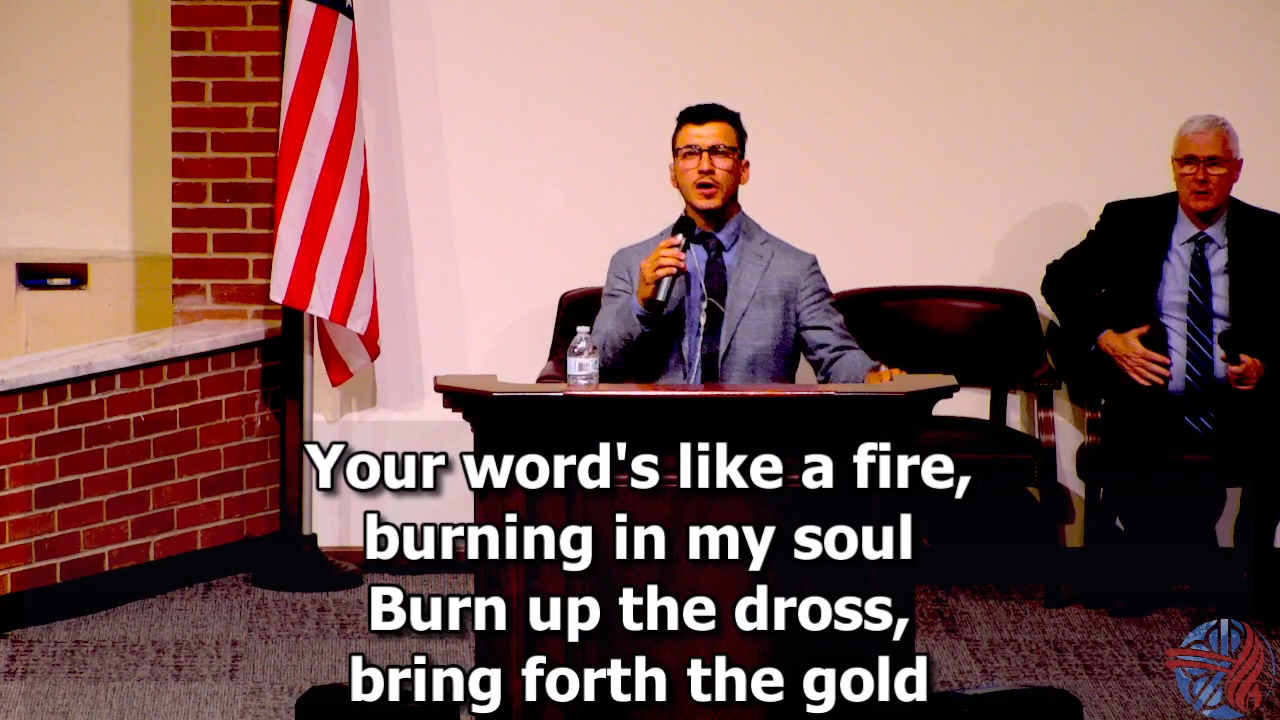 Your word's like a fire,
burning in my soul
Burn up the dross,
bring forth the gold